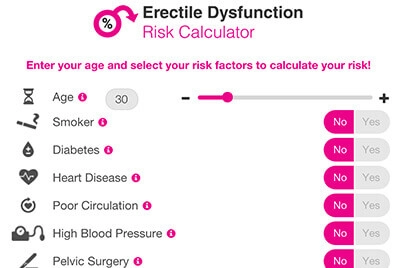 %
Erectile Dysfunction
Risk Calculator
Enter your age and select your risk factors to calculate your risk!
Age i 30 - +
Smoker i No Yes
Diabetes i No Yes
Heart Disease i No Yes
Poor Circulation i No Yes
High Blood Pressure i No Yes
Pelvic Surgery i No Yes